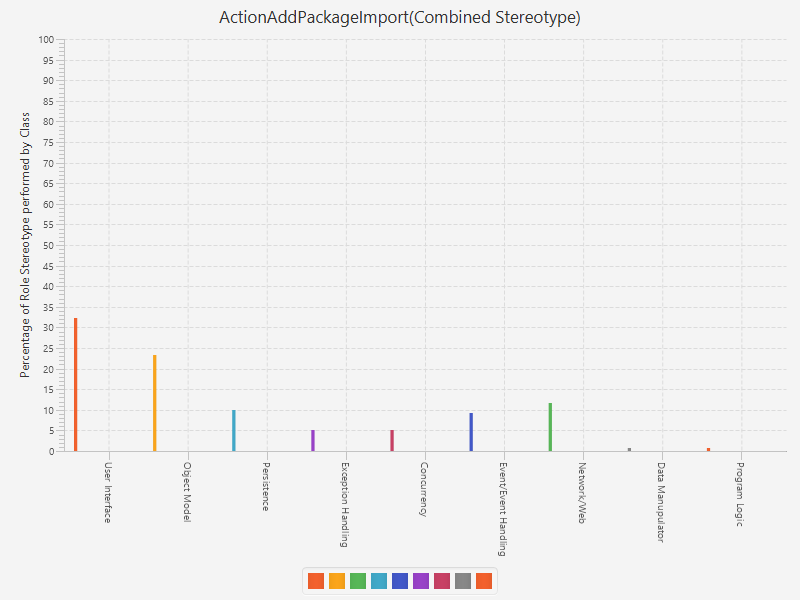 ActionAddPackageImport(Combined Stereotype)
Percentage of Role Stereotype performed by Class
100
95
90
85
80
75
70
65
60
55
50
45
40
35
30
25
20
15
10
5
0
User Interface
Object Model
Persistence
Exception Handling
Concurrency
Event/Event Handling
Network/Web
Data Manupulator
Program Logic